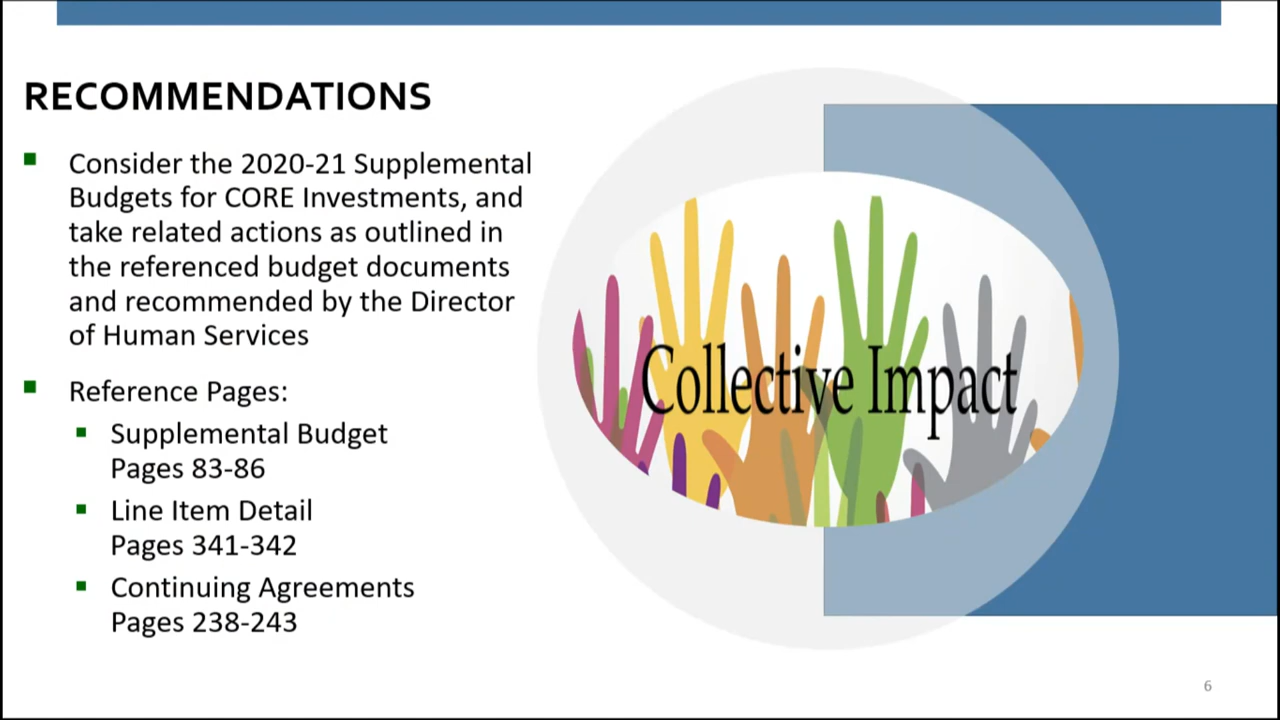 RECOMMENDATIONS
Consider the 2020-21 Supplemental
Budgets for CORE Investments, and
take related actions as outlined in
the referenced budget documents
and recommended by the Director
of Human Services
Reference Pages:
Supplemental Budget
Pages 83-86
Line Item Detail
Pages 341-342
Continuing Agreements
Pages 238-243
Collective Impact
6